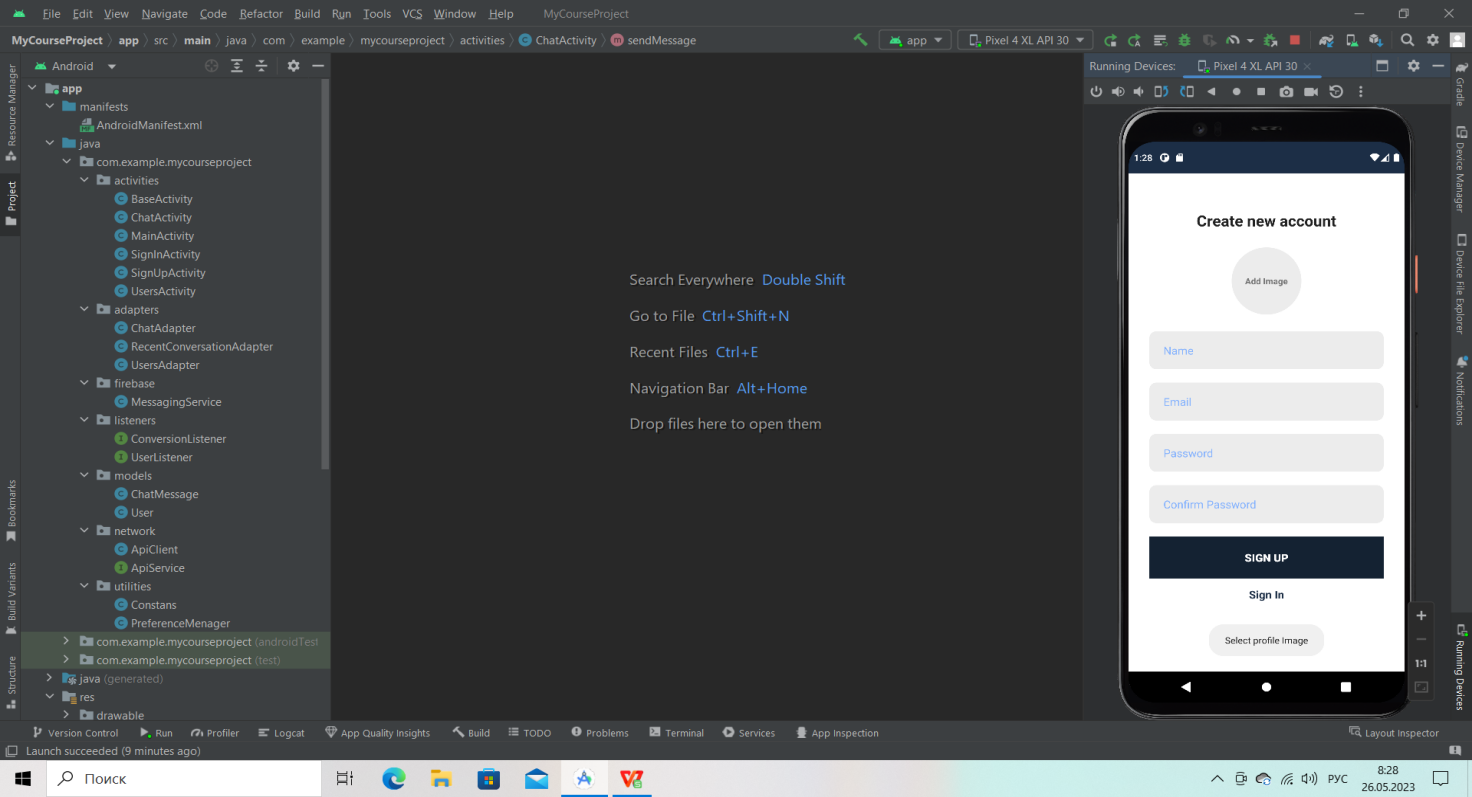 File Edit View Navigate Code Refactor Build Run Tools VCS Window Help MyCourseProject
MyCourseProject app src main java com example mycourseproject activities ChatActivity sendMessage
app Pixel 4 XL API 30
Android
Running Devices: Pixel 4 XL API 30
Resource Manager
Project
Bookmarks
Build Variants
Structure
app
manifests
AndroidManifest.xml
java
com.example.mycourseproject
activities
BaseActivity
ChatActivity
MainActivity
SignInActivity
SignUpActivity
UsersActivity
adapters
ChatAdapter
RecentConversationAdapter
UsersAdapter
firebase
MessagingService
listeners
ConversionListener
UserListener
models
ChatMessage
User
network
ApiClient
ApiService
utilities
Constans
PreferenceMenager
com.example.mycourseproject (androidTest
com.example.mycourseproject (test)
java (generated)
res
drawable
Search Everywhere Double Shift
Go to File Ctrl+Shift+N
Recent Files Ctrl+E
Navigation Bar Alt+Home
Drop files here to open them
1:28
Create new account
Add Image
Name
Email
Password
Confirm Password
SIGN UP
Sign In
Select profile Image
1:1
Gradle
Device Manager
Device File Explorer
Notifications
Running Devices
Version Control Run Profiler Logcat App Quality Insights Build TODO Problems Terminal Services App Inspection Layout Inspector
Launch succeeded (9 minutes ago)
Поиск
РУС
8:28
26.05.2023